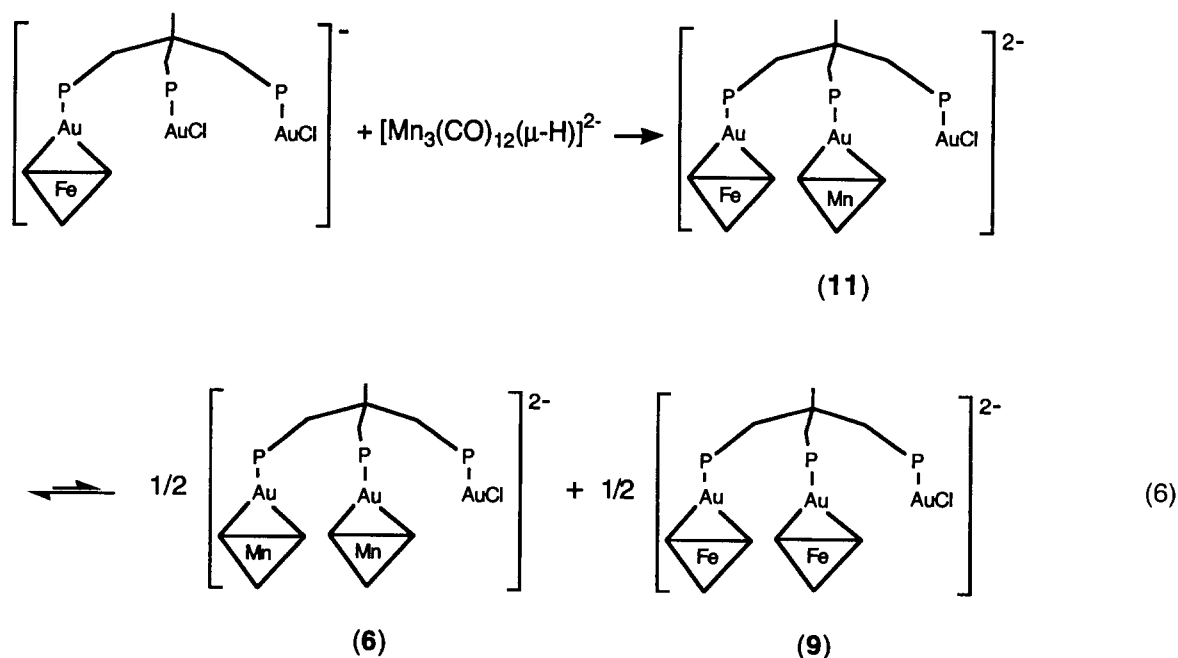 - 2-
P P P P P P
Au AuCl AuCl + [Mn₃(CO)₁₂(μ-H)]²⁻ Au Au AuCl
Fe Fe Mn
(11)
2- 2-
P P P P P P
1/2 Au Au AuCl + 1/2 Au Au AuCl (6)
Mn Mn Fe Fe
(6) (9)